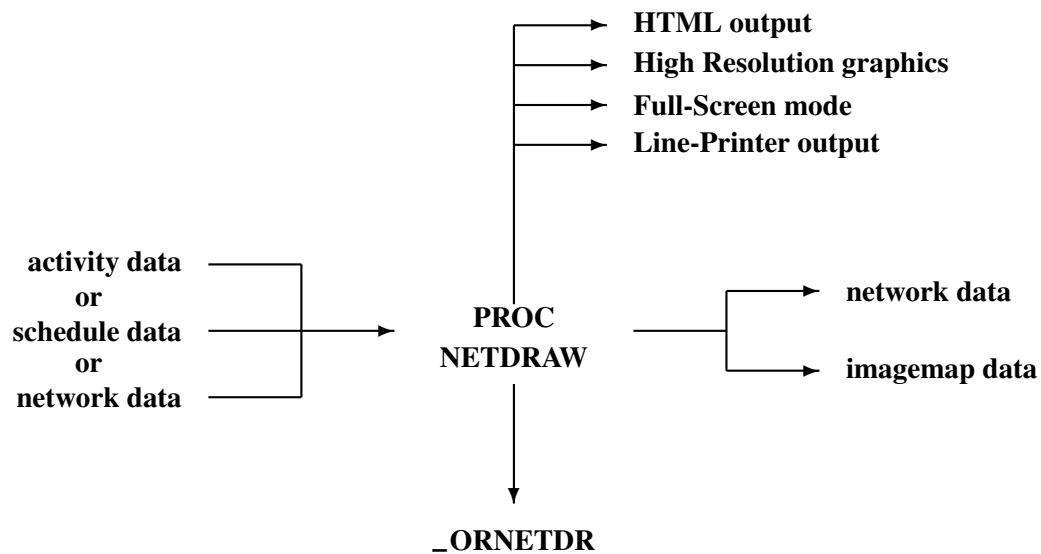 HTML output
High Resolution graphics
Full-Screen mode
Line-Printer output
activity data
or
schedule data
or
network data
PROC
NETDRAW
network data
imagemap data
_ORNETDR